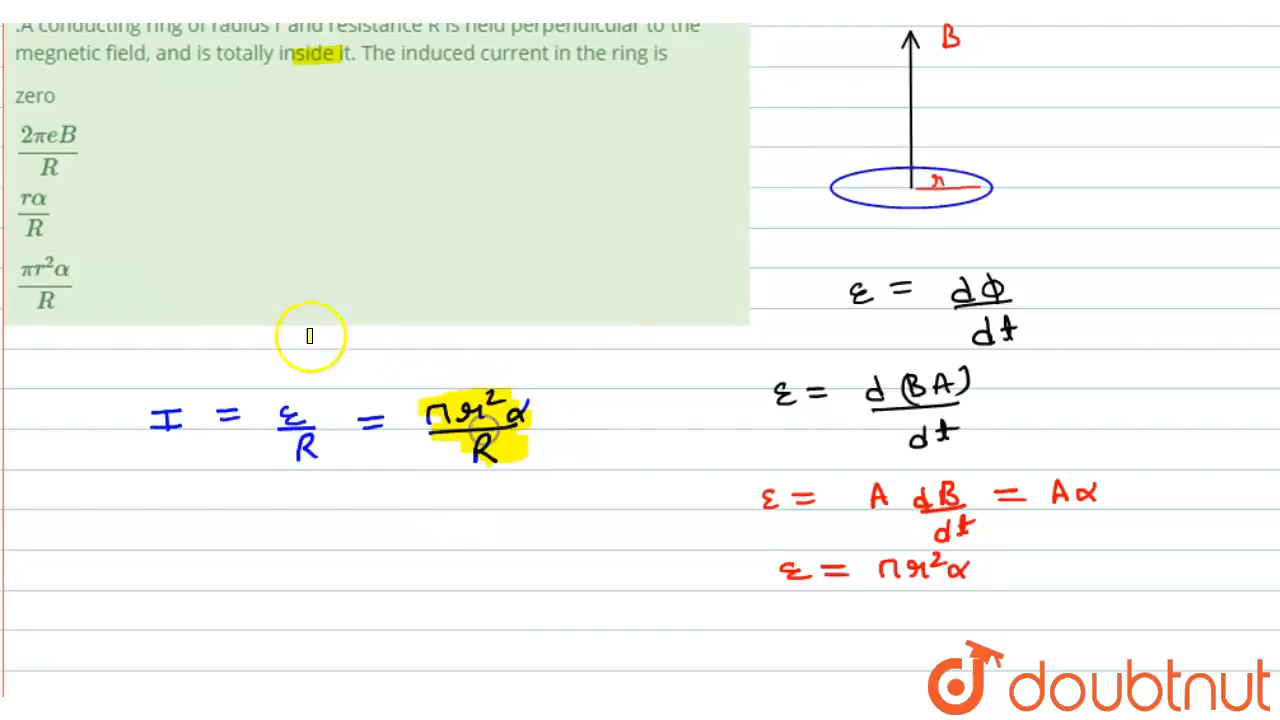 .A conducting ring of radius r and resistance R is held perpendicular to the
megnetic field, and is totally inside it. The induced current in the ring is
zero
2πeB
R
rα
R
πr²α
R
I = ε/R = πr²α/R
B
r
ε = dΦ/dt
ε = d(BA)/dt
ε = A dB/dt = Aα
ε = πr²α
doubtnut